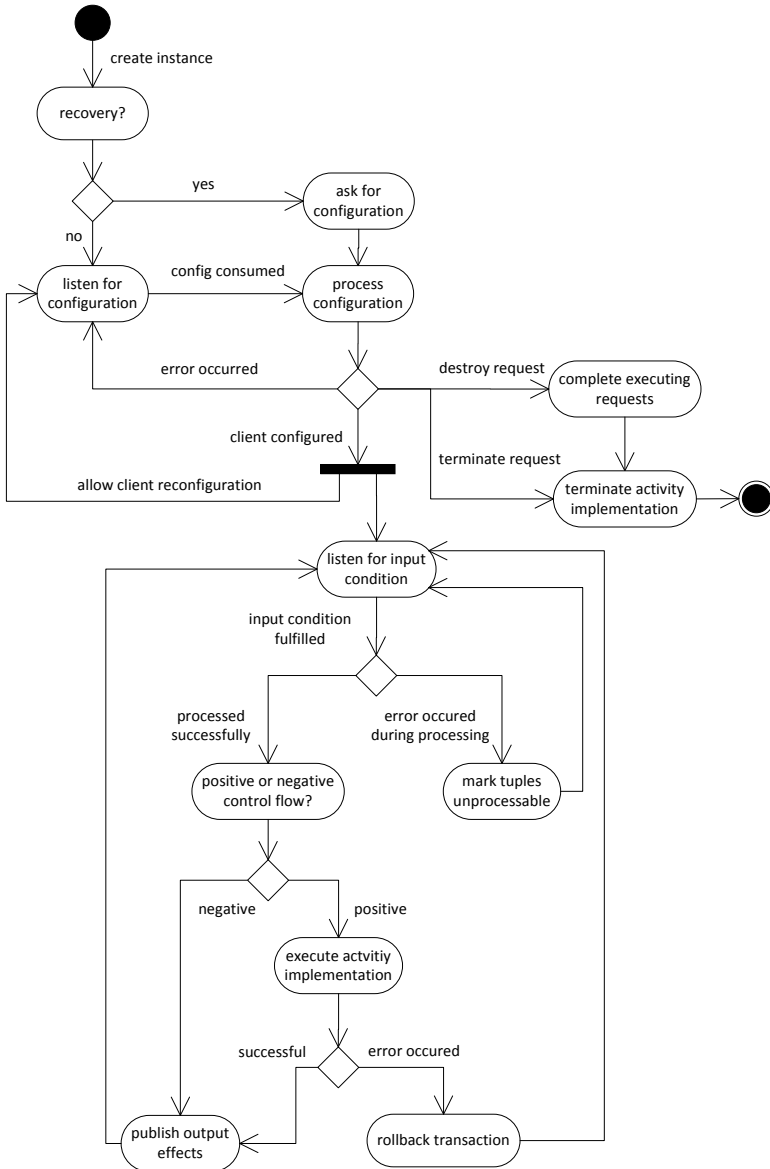 create instance
recovery?
yes
ask for
configuration
no
listen for
configuration
config consumed
process
configuration
error occurred
destroy request
complete executing
requests
client configured
terminate request
allow client reconfiguration
terminate activity
implementation
listen for input
condition
input condition
fulfilled
processed
successfully
error occured
during processing
positive or negative
control flow?
mark tuples
unprocessable
negative
positive
execute actvitiy
implementation
successful
error occured
publish output
effects
rollback transaction